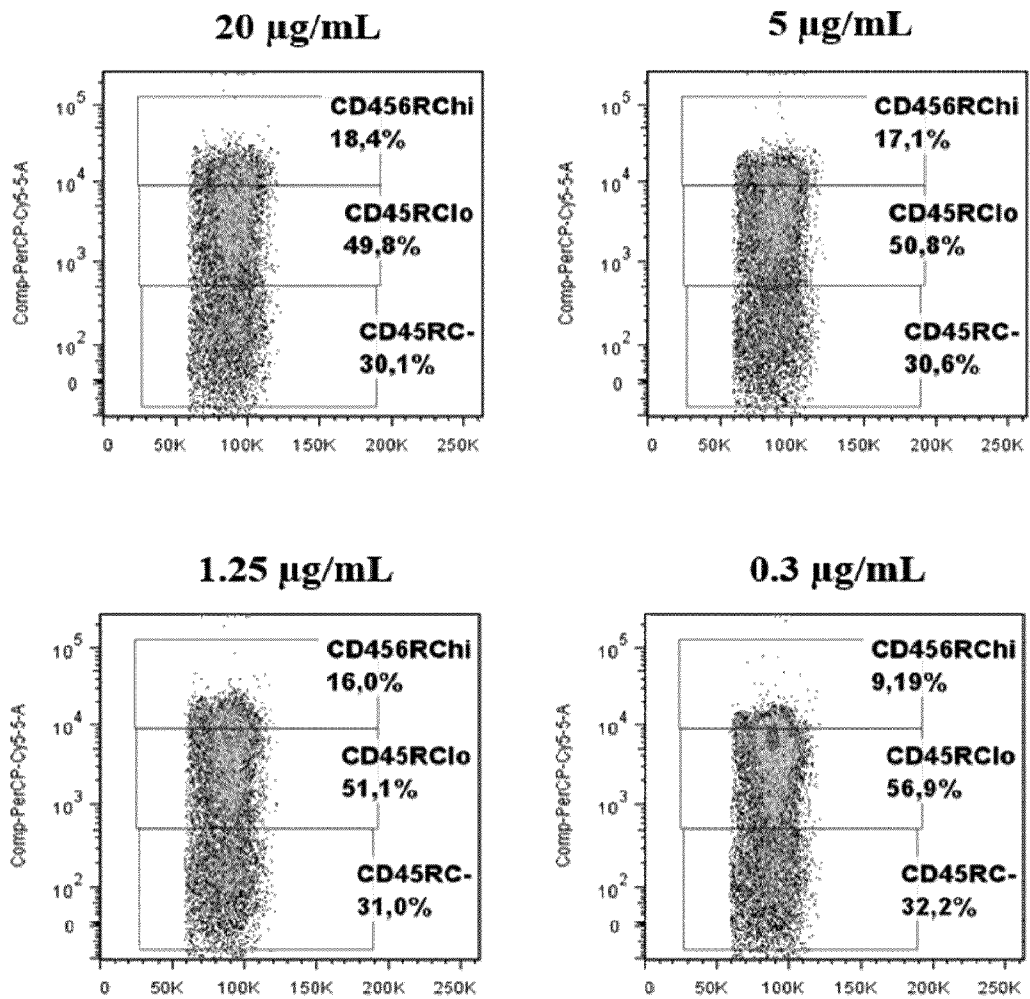 20 µg/mL
Comp-PerCP-Cy5-5-A
10^5
10^4
10^3
10^2
0
CD456RChi
18,4%
CD45RClo
49,8%
CD45RC-
30,1%
0 50K 100K 150K 200K 250K
5 µg/mL
Comp-PerCP-Cy5-5-A
10^5
10^4
10^3
10^2
0
CD456RChi
17,1%
CD45RClo
50,8%
CD45RC-
30,6%
0 50K 100K 150K 200K 250K
1.25 µg/mL
Comp-PerCP-Cy5-5-A
10^5
10^4
10^3
10^2
0
CD456RChi
16,0%
CD45RClo
51,1%
CD45RC-
31,0%
0 50K 100K 150K 200K 250K
0.3 µg/mL
Comp-PerCP-Cy5-5-A
10^5
10^4
10^3
10^2
0
CD456RChi
9,19%
CD45RClo
56,9%
CD45RC-
32,2%
0 50K 100K 150K 200K 250K